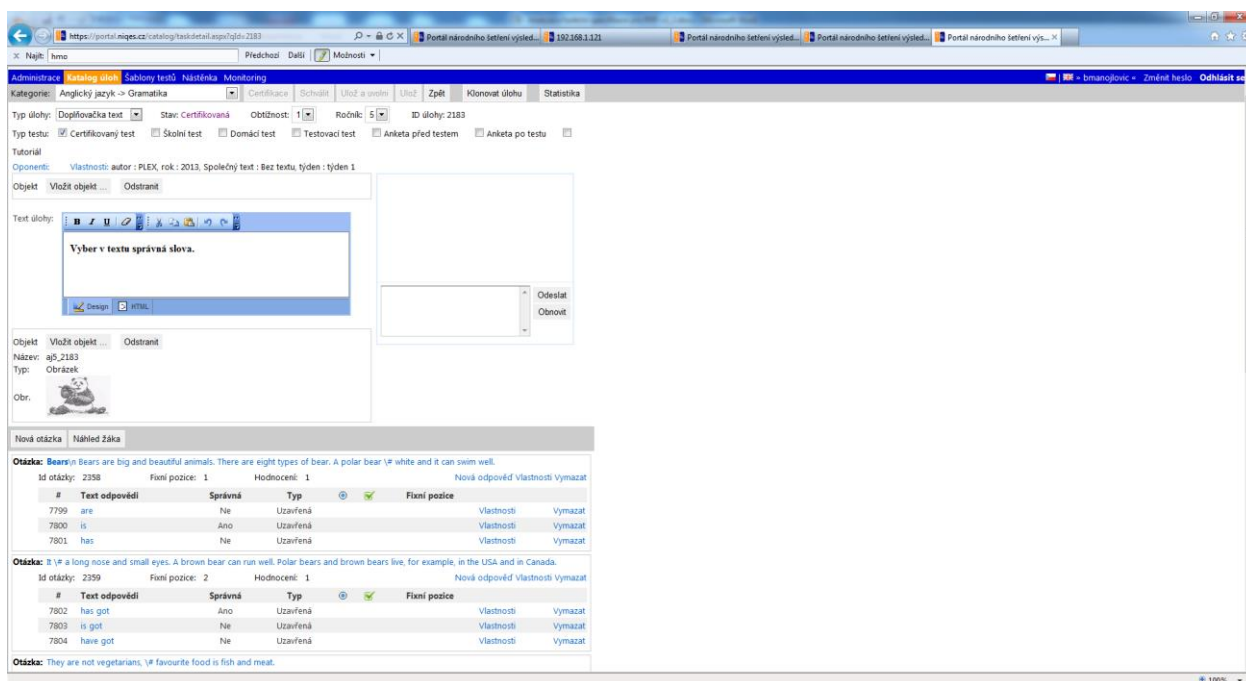 https://portal.niqes.cz/catalog/taskdetail.aspx?qId=2183
Portál národního šetření výsled... 192.168.1.121 Portál národního šetření výsled... Portál národního šetření výsled... Portál národního šetření výs... X
x Najít: hmo Předchozí Další Možnosti
Administrace Katalog úloh Šablony testů Nástěnka Monitoring » bmanojlovic « Změnit heslo Odhlásit se
Kategorie: Anglický jazyk -> Gramatika Certifikace Schválit Ulož a uvolni Ulož Zpět Klonovat úlohu Statistika
Typ úlohy: Doplňovačka text Stav: Certifikovaná Obtížnost: 1 Ročník: 5 ID úlohy: 2183
Typ testu: Certifikovaný test Školní test Domácí test Testovací test Anketa před testem Anketa po testu
Tutoriál
Oponenti: Vlastnosti: autor : PLEX, rok : 2013, Společný text : Bez textu, týden : týden 1
Objekt Vložit objekt ... Odstranit
Text úlohy:
B I U
Vyber v textu správná slova.
Design HTML
Odeslat
Obnovit
Objekt Vložit objekt ... Odstranit
Název: aj5_2183
Typ: Obrázek
Obr.
Nová otázka Náhled žáka
Otázka: Bears\n Bears are big and beautiful animals. There are eight types of bear. A polar bear \# white and it can swim well.
Id otázky: 2358 Fixní pozice: 1 Hodnocení: 1 Nová odpověď Vlastnosti Vymazat
# Text odpovědi Správná Typ Fixní pozice
7799 are Ne Uzavřená Vlastnosti Vymazat
7800 is Ano Uzavřená Vlastnosti Vymazat
7801 has Ne Uzavřená Vlastnosti Vymazat
Otázka: It \# a long nose and small eyes. A brown bear can run well. Polar bears and brown bears live, for example, in the USA and in Canada.
Id otázky: 2359 Fixní pozice: 2 Hodnocení: 1 Nová odpověď Vlastnosti Vymazat
# Text odpovědi Správná Typ Fixní pozice
7802 has got Ano Uzavřená Vlastnosti Vymazat
7803 is got Ne Uzavřená Vlastnosti Vymazat
7804 have got Ne Uzavřená Vlastnosti Vymazat
Otázka: They are not vegetarians, \# favourite food is fish and meat.
100%